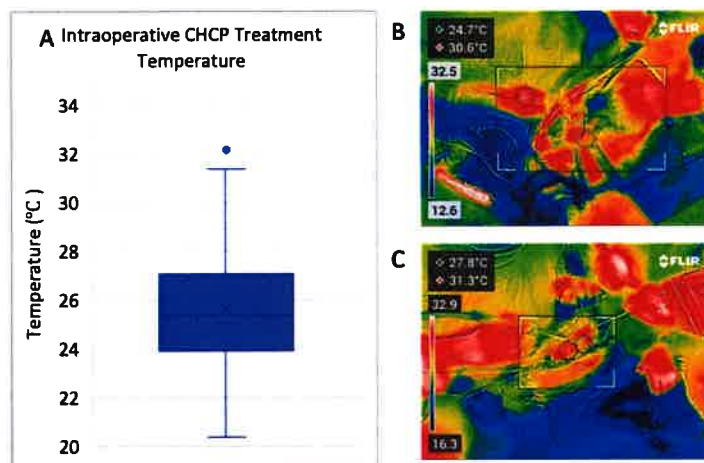 A Intraoperative CHCP Treatment
Temperature
Temperature (°C)
34
32
30
28
26
24
22
20
B
24.7°C
30.6°C
FLIR
32.5
12.6
C
27.8°C
31.3°C
FLIR
32.9
16.3